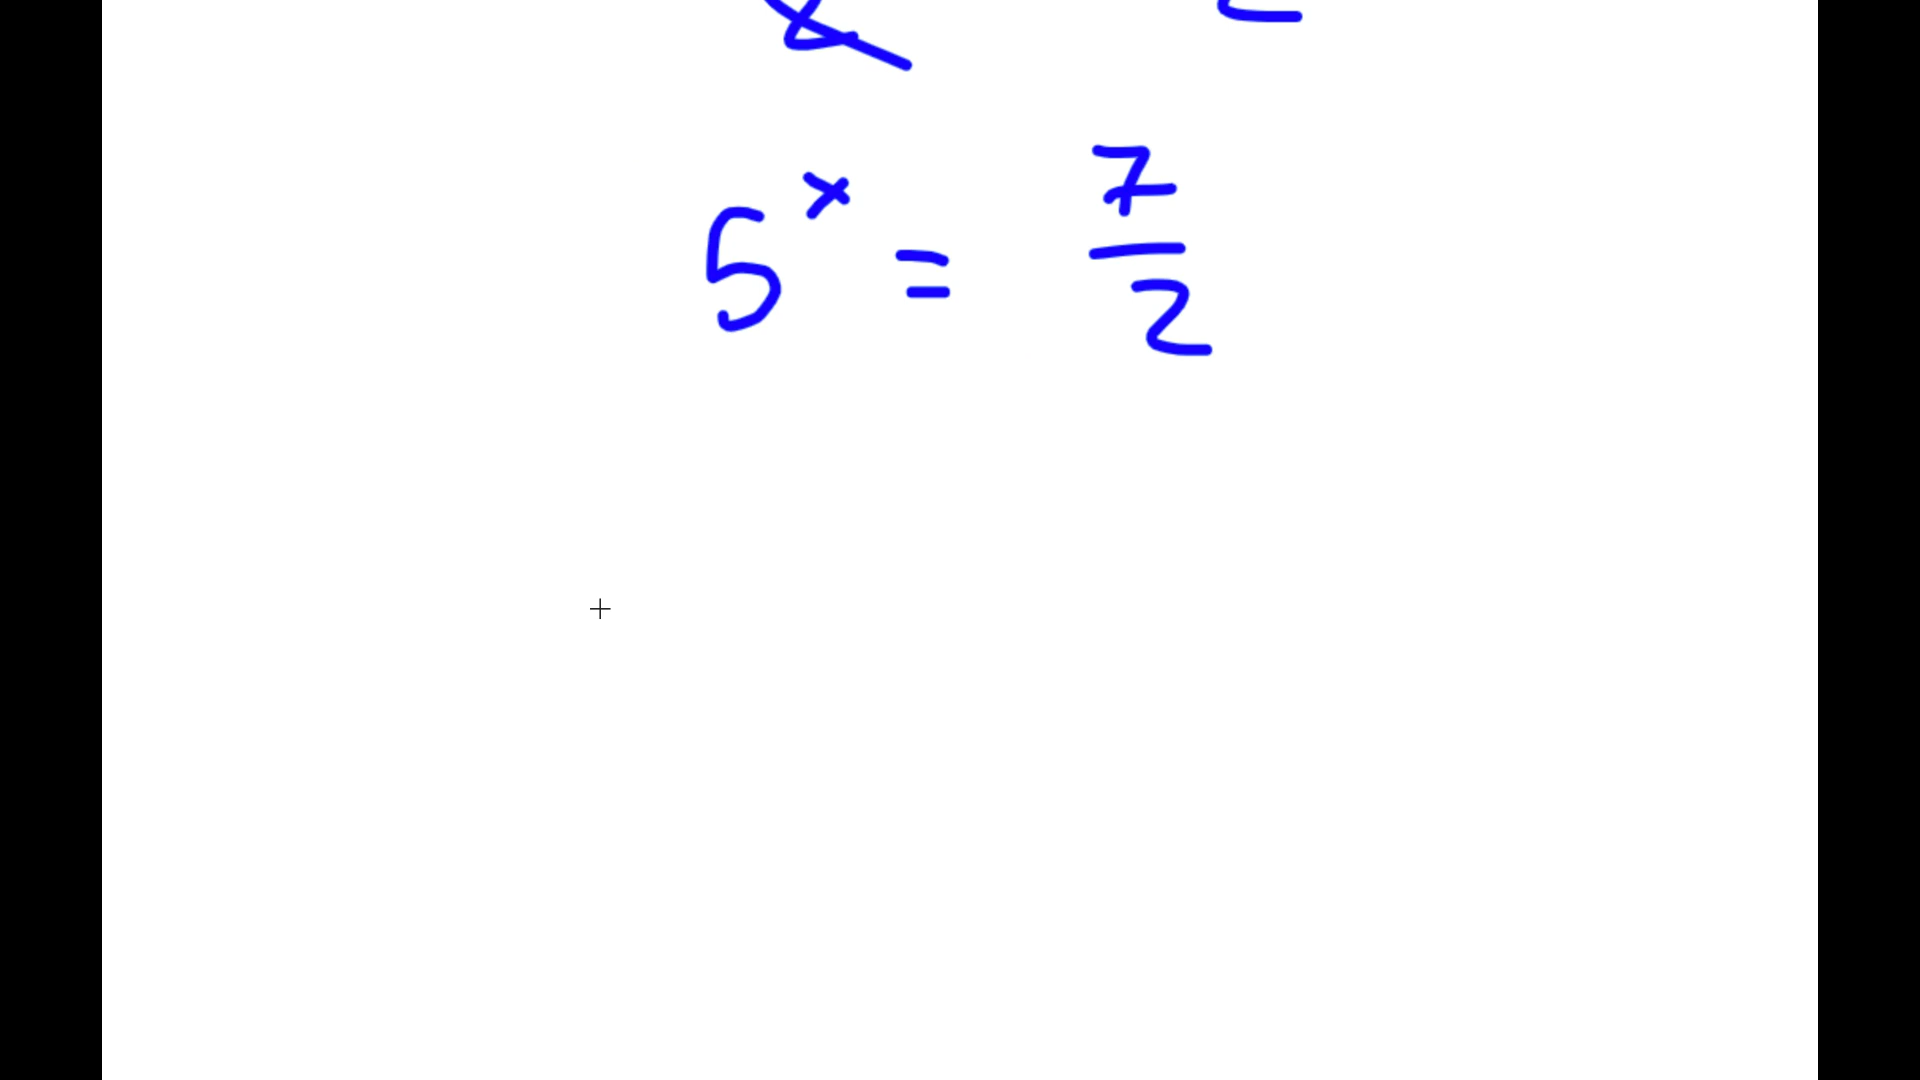 5^x = 7/2